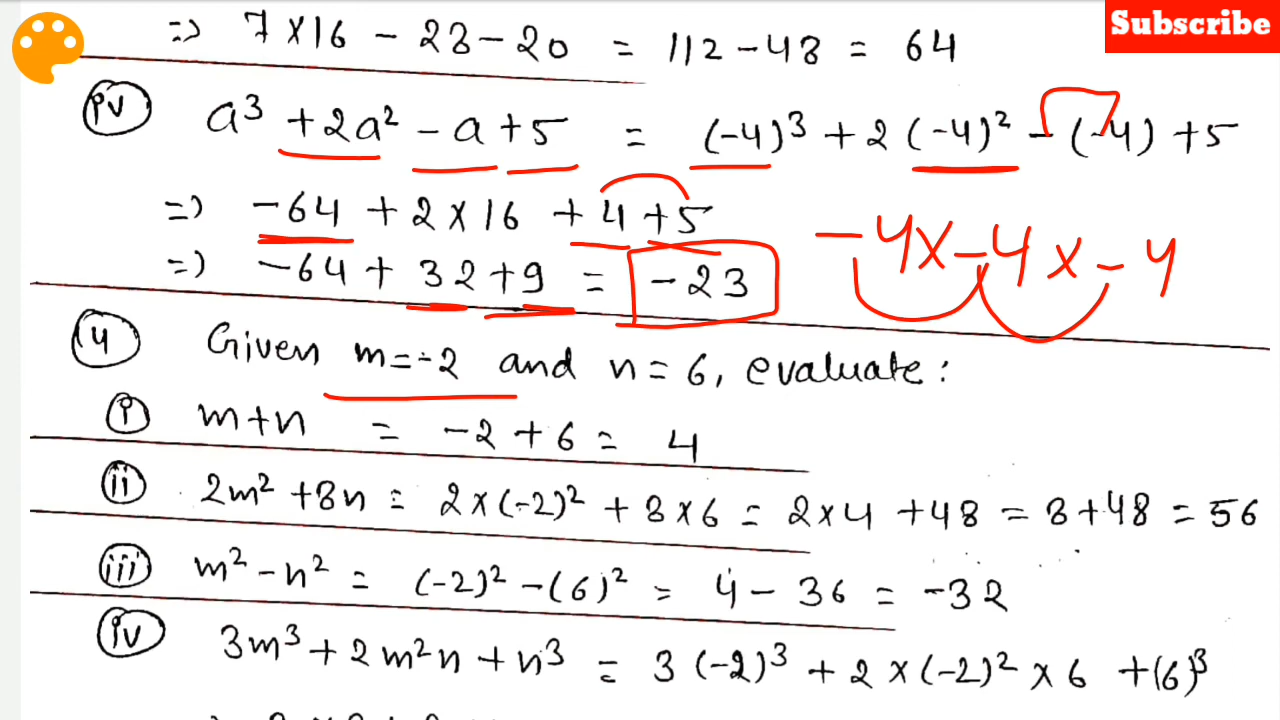 Subscribe
=> 7×16 - 28-20 = 112-48 = 64
(iv) a³ +2a² -a+5 = (-4)³ + 2 (-4)² - (-4) +5
=> -64 + 2×16 +4+5
=> -64+ 32+9 = -23
-4×-4×-4
(4) Given m=-2 and n=6, evaluate:
(i) m+n = -2+6= 4
(ii) 2m² +8n = 2×(-2)² + 8×6 = 2×4 +48 = 8+48 = 56
(iii) m²-n² = (-2)² -(6)² = 4 - 36 = -32
(iv) 3m³ + 2m²n +n³ = 3 (-2)³ + 2×(-2)² × 6 +(6)³